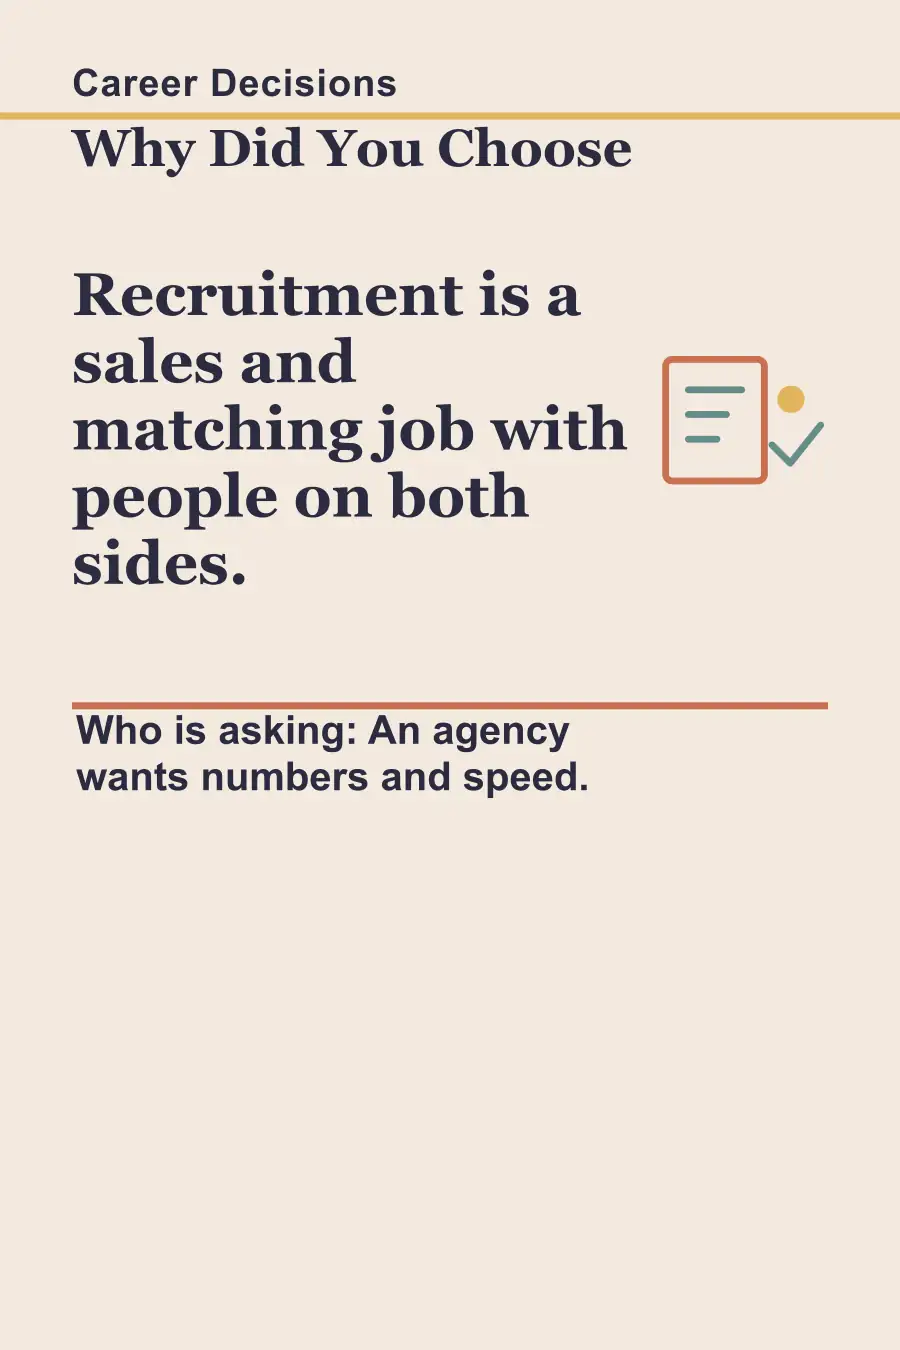 Career Decisions
Why Did You Choose
Recruitment is a
sales and
matching job with
people on both
sides.
Who is asking: An agency
wants numbers and speed.